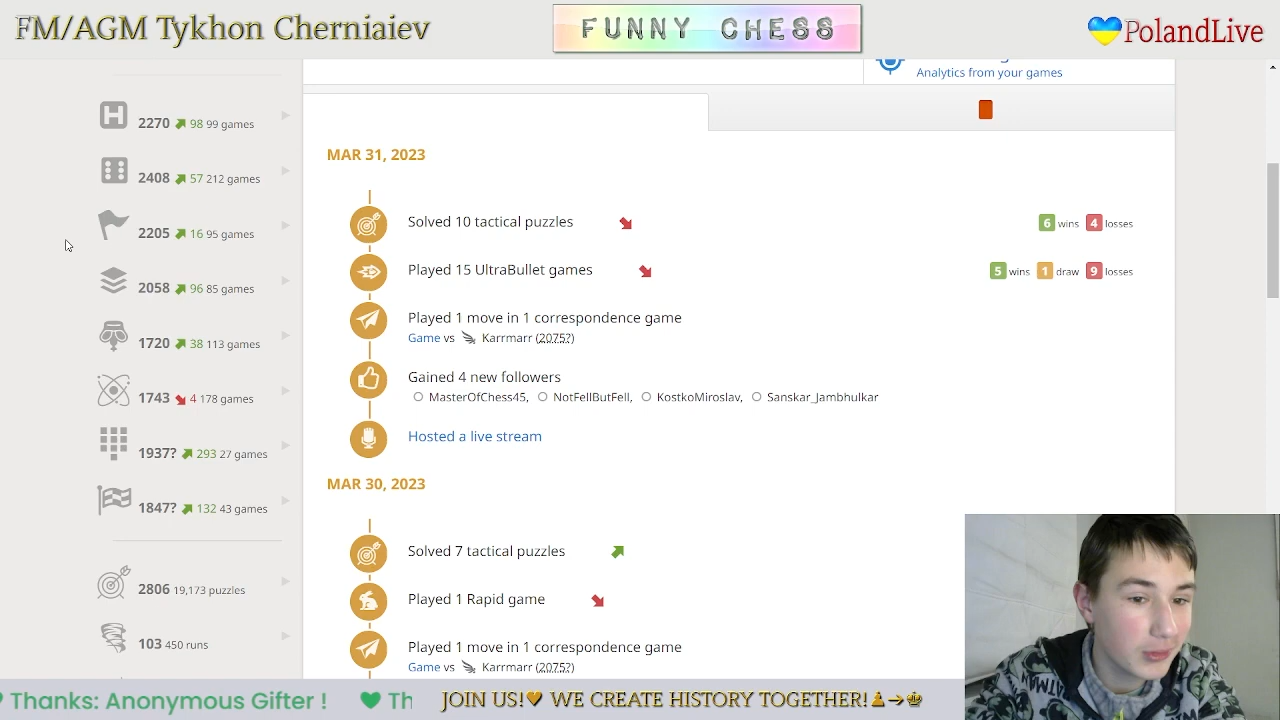 FM/AGM Tykhon Cherniaiev
FUNNY CHESS
PolandLive
Analytics from your games
2270 98 99 games
2408 57 212 games
2205 16 95 games
2058 96 85 games
1720 38 113 games
1743 4 178 games
1937? 293 27 games
1847? 132 43 games
2806 19,173 puzzles
103 450 runs
MAR 31, 2023
Solved 10 tactical puzzles 6 wins 4 losses
Played 15 UltraBullet games 5 wins 1 draw 9 losses
Played 1 move in 1 correspondence game
Game vs Karrmarr (2075?)
Gained 4 new followers
MasterOfChess45, NotFellButFell, KostkoMiroslav, Sanskar_Jambhulkar
Hosted a live stream
MAR 30, 2023
Solved 7 tactical puzzles
Played 1 Rapid game
Played 1 move in 1 correspondence game
Game vs Karrmarr (2075?)
BATMAN
Thanks: Anonymous Gifter ! Th
JOIN US! WE CREATE HISTORY TOGETHER!